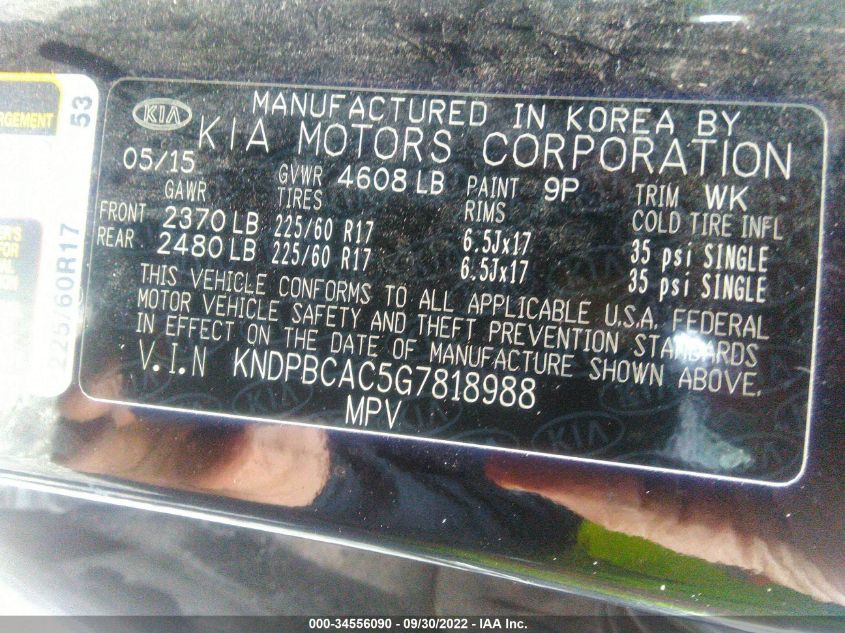 MANUFACTURED IN KOREA BY
KIA KIA MOTORS CORPORATION
05/15 GVWR 4608 LB PAINT 9P TRIM WK
GAWR TIRES RIMS COLD TIRE INFL
FRONT 2370 LB 225/60 R17 6.5Jx17 35 psi SINGLE
REAR 2480 LB 225/60 R17 6.5Jx17 35 psi SINGLE
THIS VEHICLE CONFORMS TO ALL APPLICABLE U.S.A. FEDERAL
MOTOR VEHICLE SAFETY AND THEFT PREVENTION STANDARDS
IN EFFECT ON THE DATE OF MANUFACTURE SHOWN ABOVE.
V.I.N KNDPBCAC5G7818988
MPV
53
225/60R17
000-34556090 - 09/30/2022 - IAA Inc.